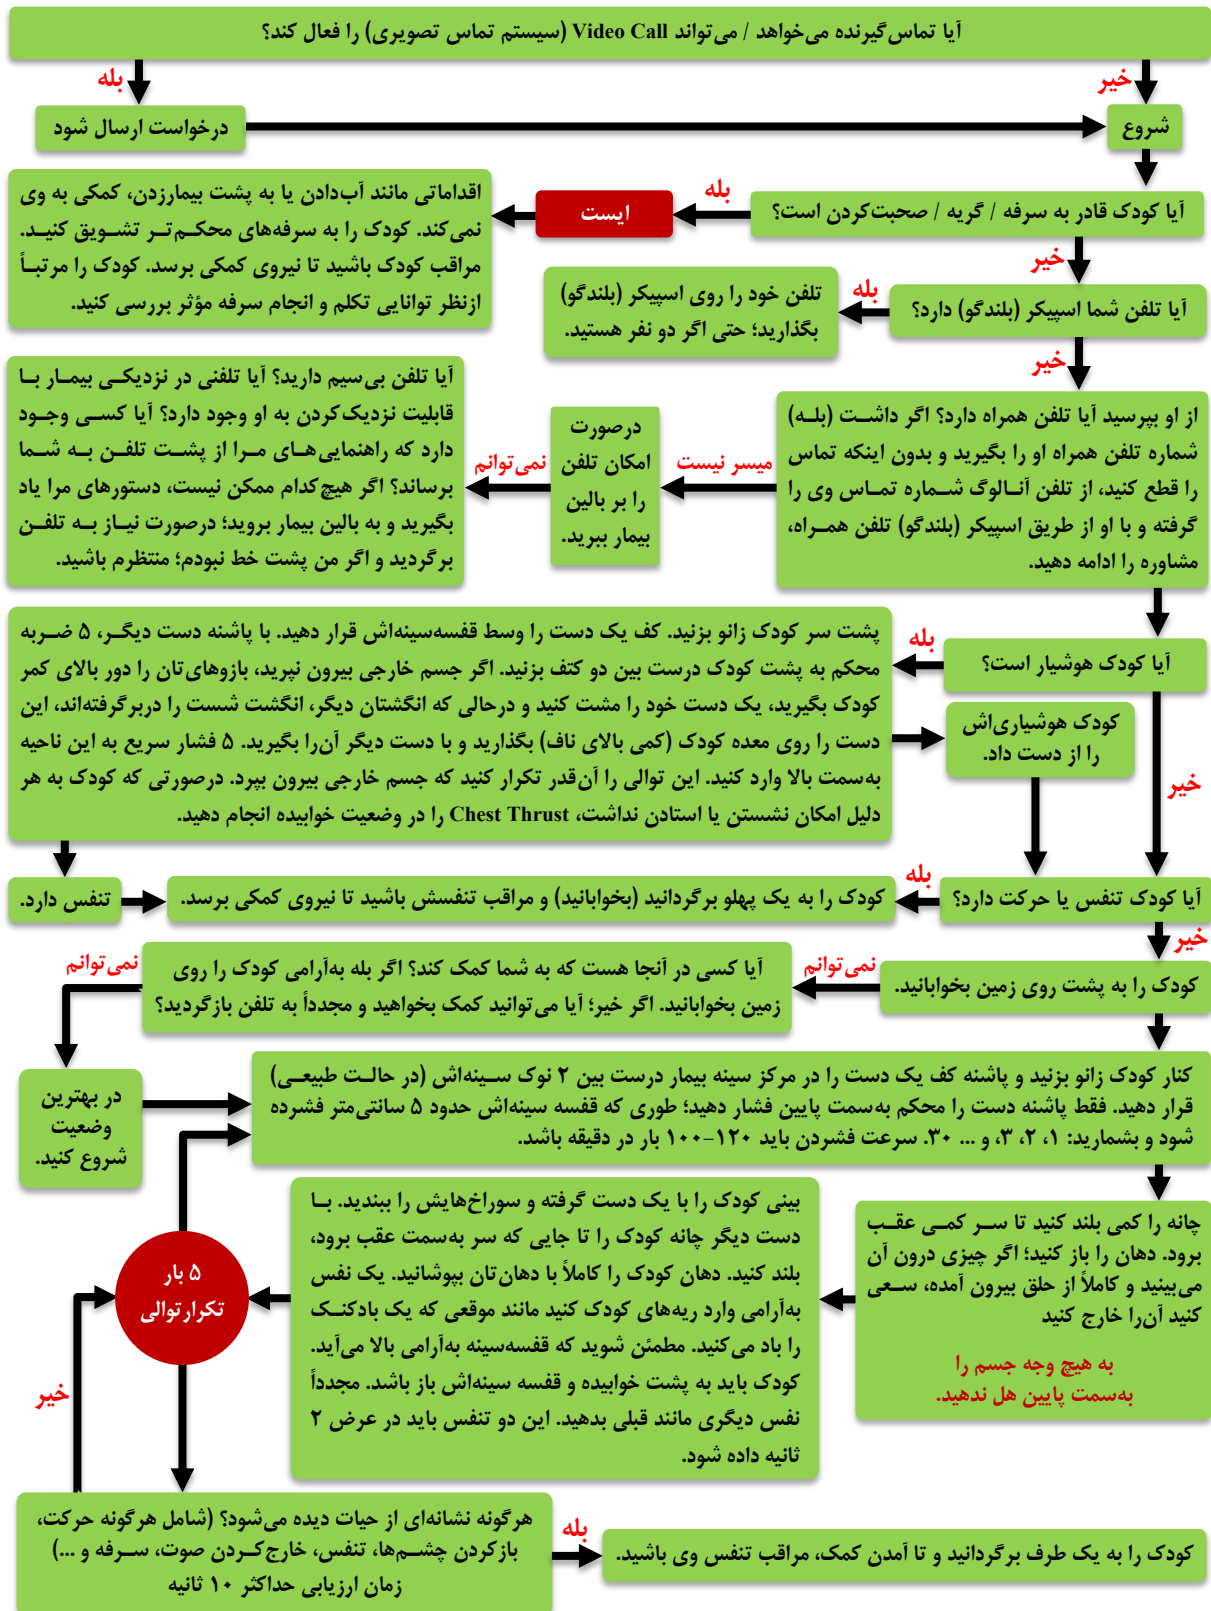 آیا تماس‌گیرنده می‌خواهد / می‌تواند Video Call (سیستم تماس تصویری) را فعال کند؟
خیر
بله
شروع
درخواست ارسال شود
آیا کودک قادر به سرفه / گریه / صحبت‌کردن است؟
بله
ایست
اقداماتی مانند آب‌دادن یا به پشت بیمارزدن، کمکی به وی
نمی‌کند. کودک را به سرفه‌های محکم‌تر تشویق کنید.
مراقب کودک باشید تا نیروی کمکی برسد. کودک را مرتباً
ازنظر توانایی تکلم و انجام سرفه مؤثر بررسی کنید.
خیر
آیا تلفن شما اسپیکر (بلندگو) دارد؟
بله
تلفن خود را روی اسپیکر (بلندگو)
بگذارید؛ حتی اگر دو نفر هستید.
خیر
از او بپرسید آیا تلفن همراه دارد؟ اگر داشت (بله)
شماره تلفن همراه او را بگیرید و بدون اینکه تماس
را قطع کنید، از تلفن آنالوگ شماره تماس وی را
گرفته و با او از طریق اسپیکر (بلندگو) تلفن همراه،
مشاوره را ادامه دهید.
میسر نیست
درصورت
امکان تلفن
را بر بالین
بیمار ببرید.
نمی‌توانم
آیا تلفن بی‌سیم دارید؟ آیا تلفنی در نزدیکی بیمار با
قابلیت نزدیک‌کردن به او وجود دارد؟ آیا کسی وجود
دارد که راهنمایی‌های مرا از پشت تلفن به شما
برساند؟ اگر هیچ‌کدام ممکن نیست، دستورهای مرا یاد
بگیرید و به بالین بیمار بروید؛ درصورت نیاز به تلفن
برگردید و اگر من پشت خط نبودم؛ منتظرم باشید.
آیا کودک هوشیار است؟
بله
پشت سر کودک زانو بزنید. کف یک دست را وسط قفسه‌سینه‌اش قرار دهید. با پاشنه دست دیگر، ۵ ضربه
محکم به پشت کودک درست بین دو کتف بزنید. اگر جسم خارجی بیرون نپرید، بازوهای‌تان را دور بالای کمر
کودک بگیرید، یک دست خود را مشت کنید و درحالی که انگشتان دیگر، انگشت شست را دربرگرفته‌اند، این
دست را روی معده کودک (کمی بالای ناف) بگذارید و با دست دیگر آن‌را بگیرید. ۵ فشار سریع به این ناحیه
به‌سمت بالا وارد کنید. این توالی را آن‌قدر تکرار کنید که جسم خارجی بیرون بپرد. درصورتی که کودک به هر
دلیل امکان نشستن یا استادن نداشت، Chest Thrust را در وضعیت خوابیده انجام دهید.
کودک هوشیاری‌اش
را از دست داد.
خیر
آیا کودک تنفس یا حرکت دارد؟
بله
کودک را به یک پهلو برگردانید (بخوابانید) و مراقب تنفسش باشید تا نیروی کمکی برسد.
تنفس دارد.
خیر
کودک را به پشت روی زمین بخوابانید.
نمی‌توانم
آیا کسی در آنجا هست که به شما کمک کند؟ اگر بله به‌آرامی کودک را روی
زمین بخوابانید. اگر خیر؛ آیا می‌توانید کمک بخواهید و مجدداً به تلفن بازگردید؟
نمی‌توانم
در بهترین
وضعیت
شروع کنید.
کنار کودک زانو بزنید و پاشنه کف یک دست را در مرکز سینه بیمار درست بین ۲ نوک سینه‌اش (در حالت طبیعی)
قرار دهید. فقط پاشنه دست را محکم به‌سمت پایین فشار دهید؛ طوری که قفسه سینه‌اش حدود ۵ سانتی‌متر فشرده
شود و بشمارید: ۱، ۲، ۳، و ... ۳۰. سرعت فشردن باید ۱۲۰-۱۰۰ بار در دقیقه باشد.
چانه را کمی بلند کنید تا سر کمی عقب
برود. دهان را باز کنید؛ اگر چیزی درون آن
می‌بینید و کاملاً از حلق بیرون آمده، سعی
کنید آن‌را خارج کنید
به هیچ وجه جسم را
به‌سمت پایین هل ندهید.
بینی کودک را با یک دست گرفته و سوراخ‌هایش را ببندید. با
دست دیگر چانه کودک را تا جایی که سر به‌سمت عقب برود،
بلند کنید. دهان کودک را کاملاً با دهان‌تان بپوشانید. یک نفس
به‌آرامی وارد ریه‌های کودک کنید مانند موقعی که یک بادکنک
را باد می‌کنید. مطمئن شوید که قفسه‌سینه به‌آرامی بالا می‌آید.
کودک باید به پشت خوابیده و قفسه سینه‌اش باز باشد. مجدداً
نفس دیگری مانند قبلی بدهید. این دو تنفس باید در عرض ۲
ثانیه داده شود.
۵ بار
تکرارتوالی
خیر
هرگونه نشانه‌ای از حیات دیده می‌شود؟ (شامل هرگونه حرکت،
بازکردن چشم‌ها، تنفس، خارج‌کردن صوت، سرفه و ...)
زمان ارزیابی حداکثر ۱۰ ثانیه
بله
کودک را به یک طرف برگردانید و تا آمدن کمک، مراقب تنفس وی باشید.